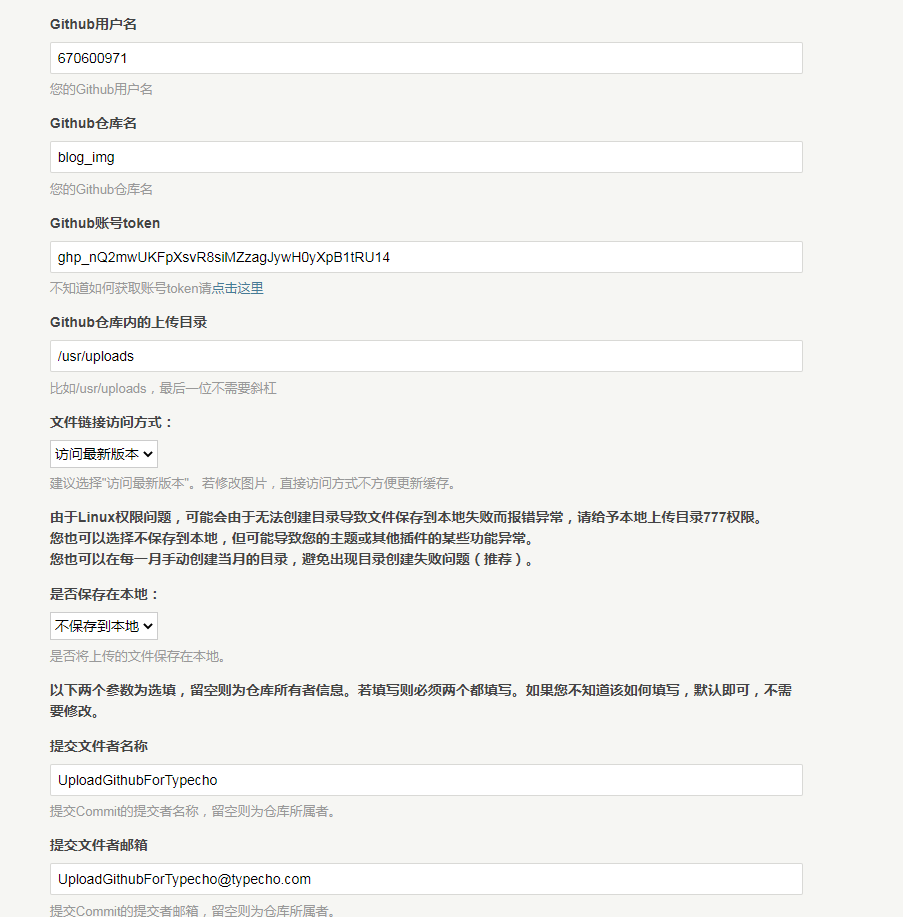 Github用户名
670600971
您的Github用户名
Github仓库名
blog_img
您的Github仓库名
Github账号token
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
不知道如何获取账号token请点击这里
Github仓库内的上传目录
/usr/uploads
比如/usr/uploads，最后一位不需要斜杠
文件链接访问方式：
访问最新版本
建议选择"访问最新版本"。若修改图片，直接访问方式不方便更新缓存。
由于Linux权限问题，可能会由于无法创建目录导致文件保存到本地失败而报错异常，请给予本地上传目录777权限。
您也可以选择不保存到本地，但可能导致您的主题或其他插件的某些功能异常。
您也可以在每一月手动创建当月的目录，避免出现目录创建失败问题（推荐）。
是否保存在本地：
不保存到本地
是否将上传的文件保存在本地。
以下两个参数为选填，留空则为仓库所有者信息。若填写则必须两个都填写。如果您不知道该如何填写，默认即可，不需
要修改。
提交文件者名称
UploadGithubForTypecho
提交Commit的提交者名称，留空则为仓库所属者。
提交文件者邮箱
UploadGithubForTypecho@typecho.com
提交Commit的提交者邮箱，留空则为仓库所属者。